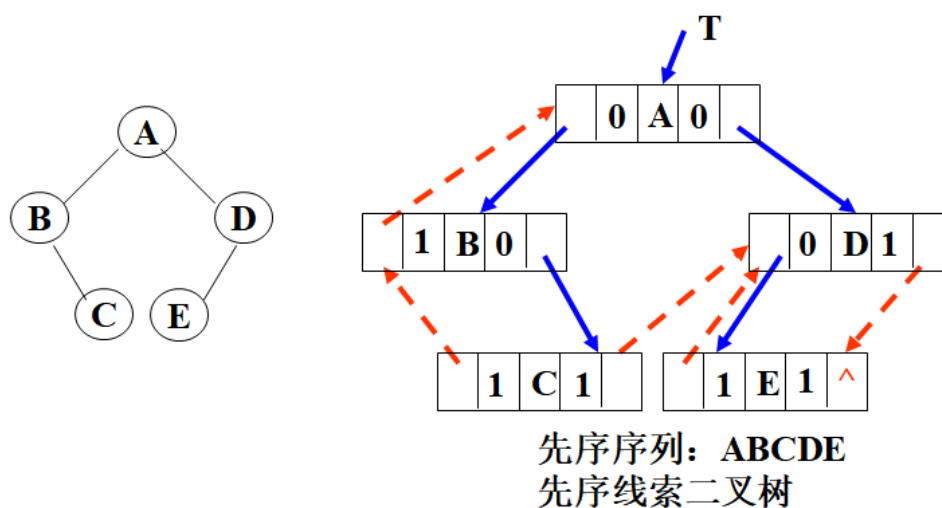 T
A
0 A 0
B
D
1 B 0
0 D 1
C
E
1 C 1
1 E 1 ^
先序序列：ABCDE
先序线索二叉树